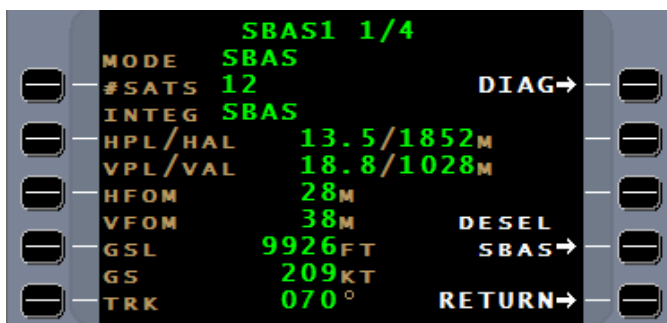 SBAS1 1/4
MODE SBAS
#SATS 12 DIAG→
INTEG SBAS
HPL/HAL 13.5/1852M
VPL/VAL 18.8/1028M
HFOM 28M
VFOM 38M DESEL
GSL 9926FT SBAS→
GS 209KT
TRK 070° RETURN→